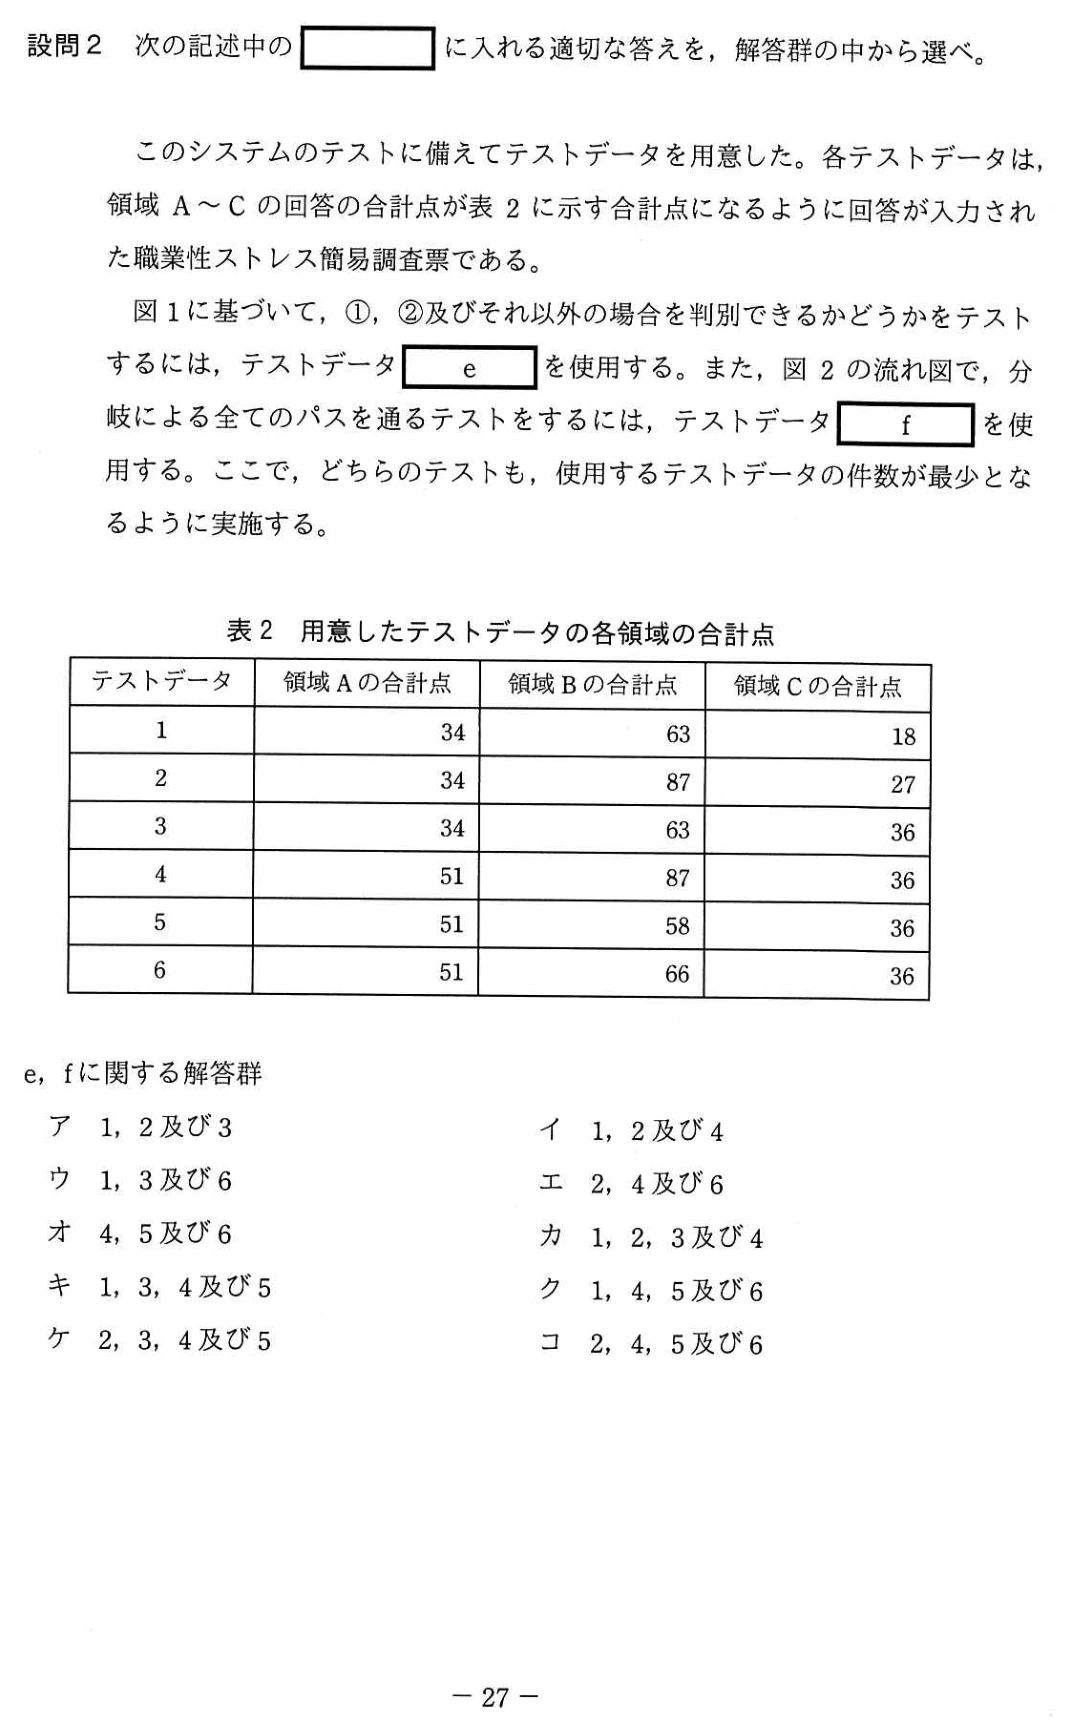 設問2 次の記述中の に入れる適切な答えを，解答群の中から選べ。
このシステムのテストに備えてテストデータを用意した。各テストデータは，
領域 A～C の回答の合計点が表 2 に示す合計点になるように回答が入力され
た職業性ストレス簡易調査票である。
図1に基づいて，①，②及びそれ以外の場合を判別できるかどうかをテスト
するには，テストデータ e を使用する。また，図 2 の流れ図で，分
岐による全てのパスを通るテストをするには，テストデータ f を使
用する。ここで，どちらのテストも，使用するテストデータの件数が最少とな
るように実施する。
表2 用意したテストデータの各領域の合計点
テストデータ 領域Aの合計点 領域Bの合計点 領域Cの合計点
1 34 63 18
2 34 87 27
3 34 63 36
4 51 87 36
5 51 58 36
6 51 66 36
e，fに関する解答群
ア 1，2及び3 イ 1，2及び4
ウ 1，3及び6 エ 2，4及び6
オ 4，5及び6 カ 1，2，3及び4
キ 1，3，4及び5 ク 1，4，5及び6
ケ 2，3，4及び5 コ 2，4，5及び6
－ 27 －